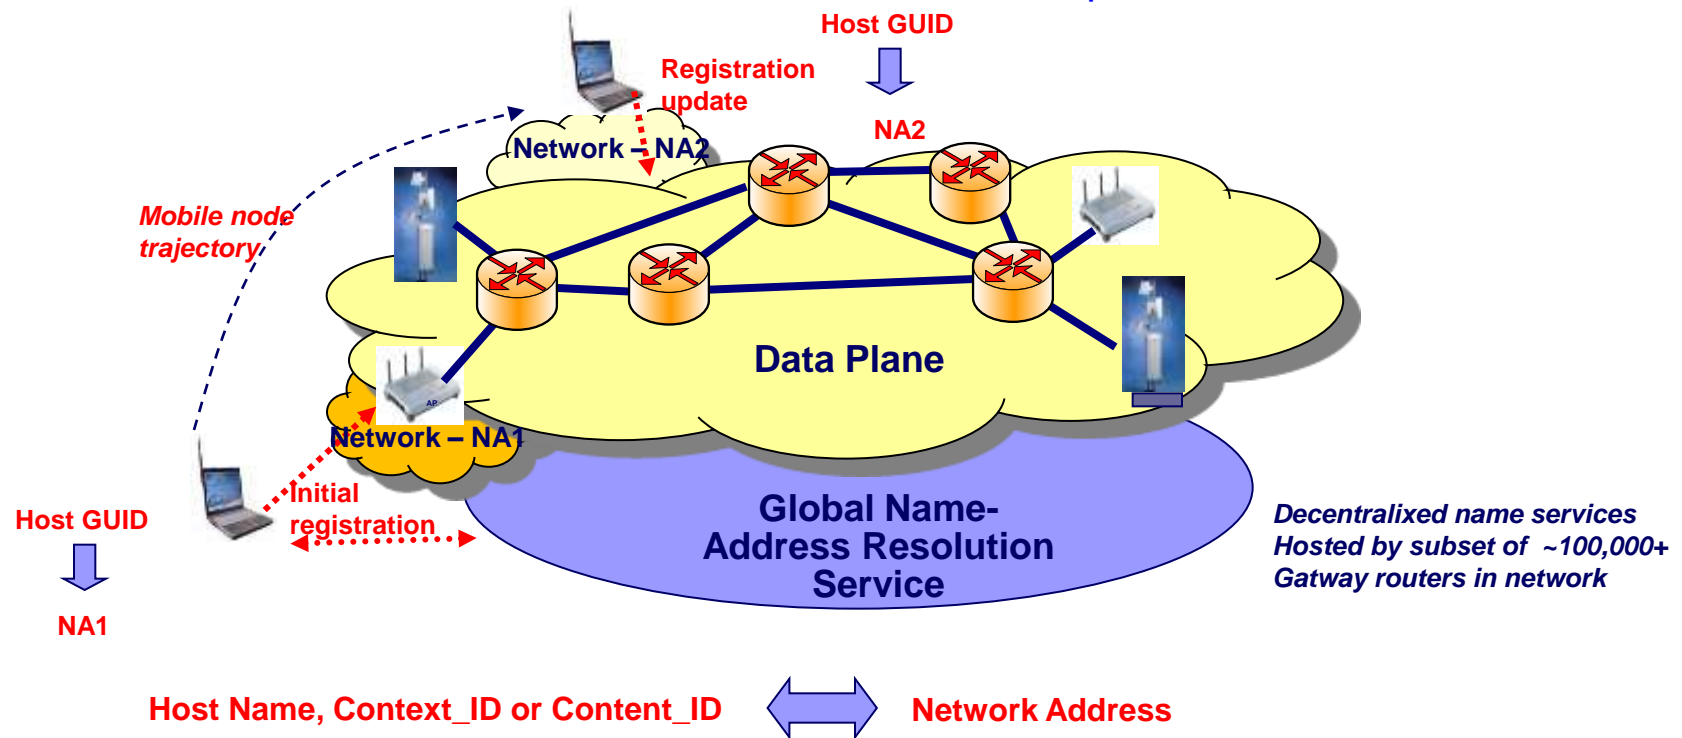 Host GUID
Registration
update
NA2
Network – NA2
Mobile node
trajectory
Data Plane
AP
Network – NA1
Initial
registration
Host GUID
NA1
Global Name-
Address Resolution
Service
Decentralixed name services
Hosted by subset of ~100,000+
Gatway routers in network
Host Name, Context_ID or Content_ID
Network Address